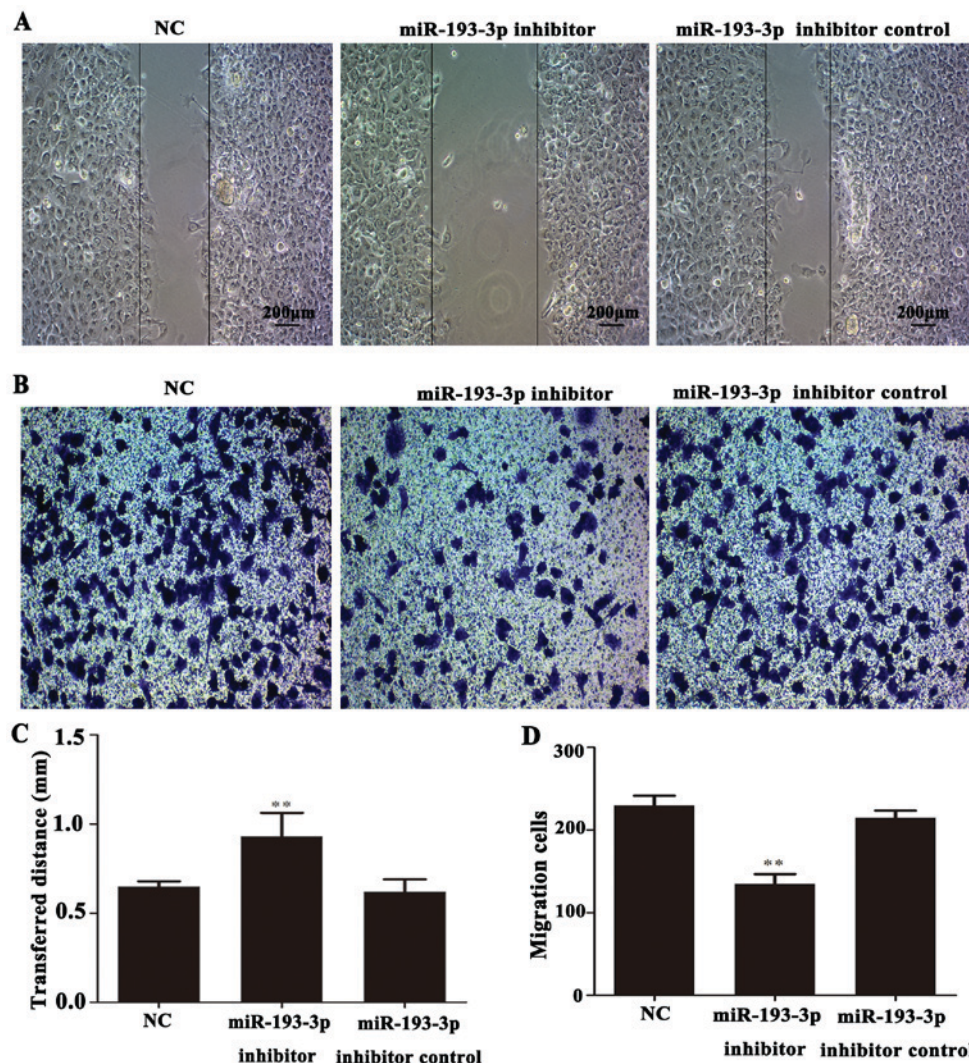 A
NC
miR-193-3p inhibitor
miR-193-3p inhibitor control
200μm
200μm
200μm
B
NC
miR-193-3p inhibitor
miR-193-3p inhibitor control
C
Transferred distance (mm)
1.5
1.0
0.5
0.0
**
NC
miR-193-3p
inhibitor
miR-193-3p
inhibitor control
D
Migration cells
300
200
100
0
**
NC
miR-193-3p
inhibitor
miR-193-3p
inhibitor control